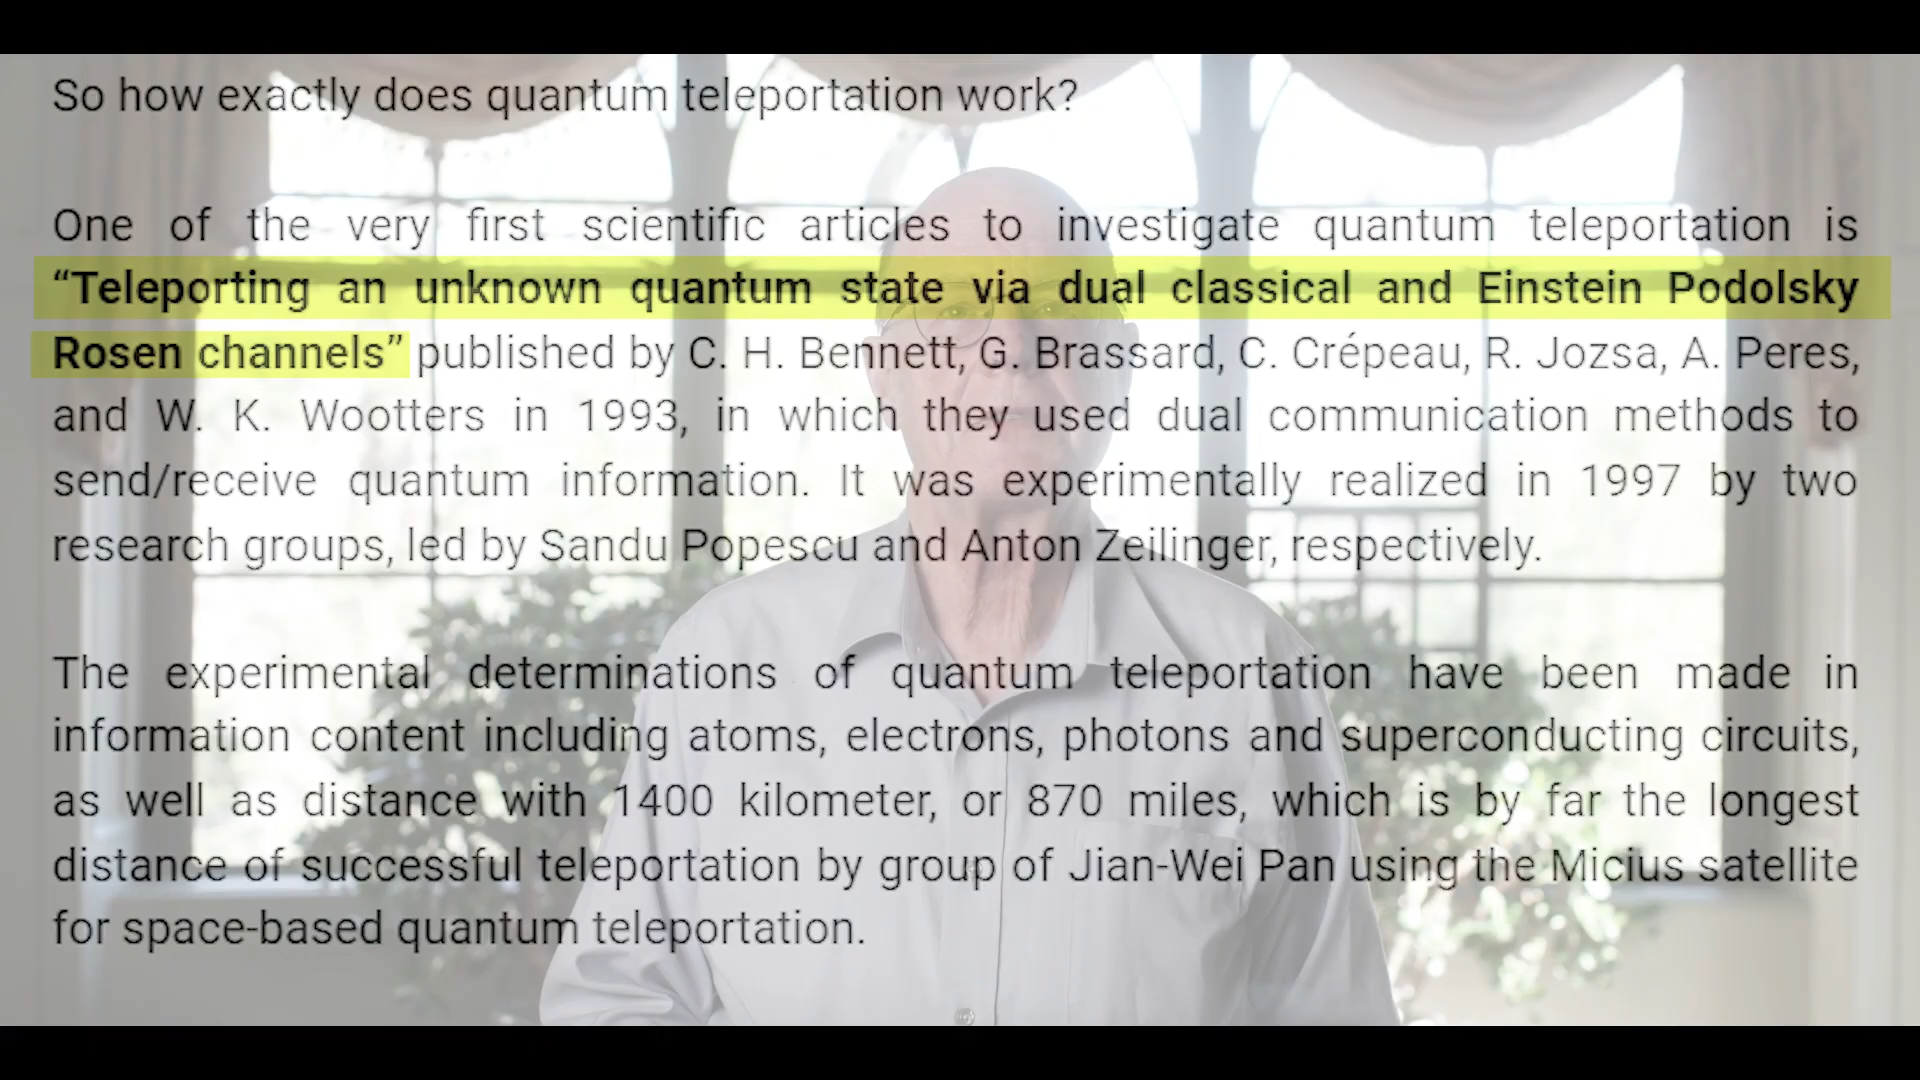 So how exactly does quantum teleportation work?
One of the very first scientific articles to investigate quantum teleportation is
“Teleporting an unknown quantum state via dual classical and Einstein Podolsky
Rosen channels” published by C. H. Bennett, G. Brassard, C. Crépeau, R. Jozsa, A. Peres,
and W. K. Wootters in 1993, in which they used dual communication methods to
send/receive quantum information. It was experimentally realized in 1997 by two
research groups, led by Sandu Popescu and Anton Zeilinger, respectively.
The experimental determinations of quantum teleportation have been made in
information content including atoms, electrons, photons and superconducting circuits,
as well as distance with 1400 kilometer, or 870 miles, which is by far the longest
distance of successful teleportation by group of Jian-Wei Pan using the Micius satellite
for space-based quantum teleportation.